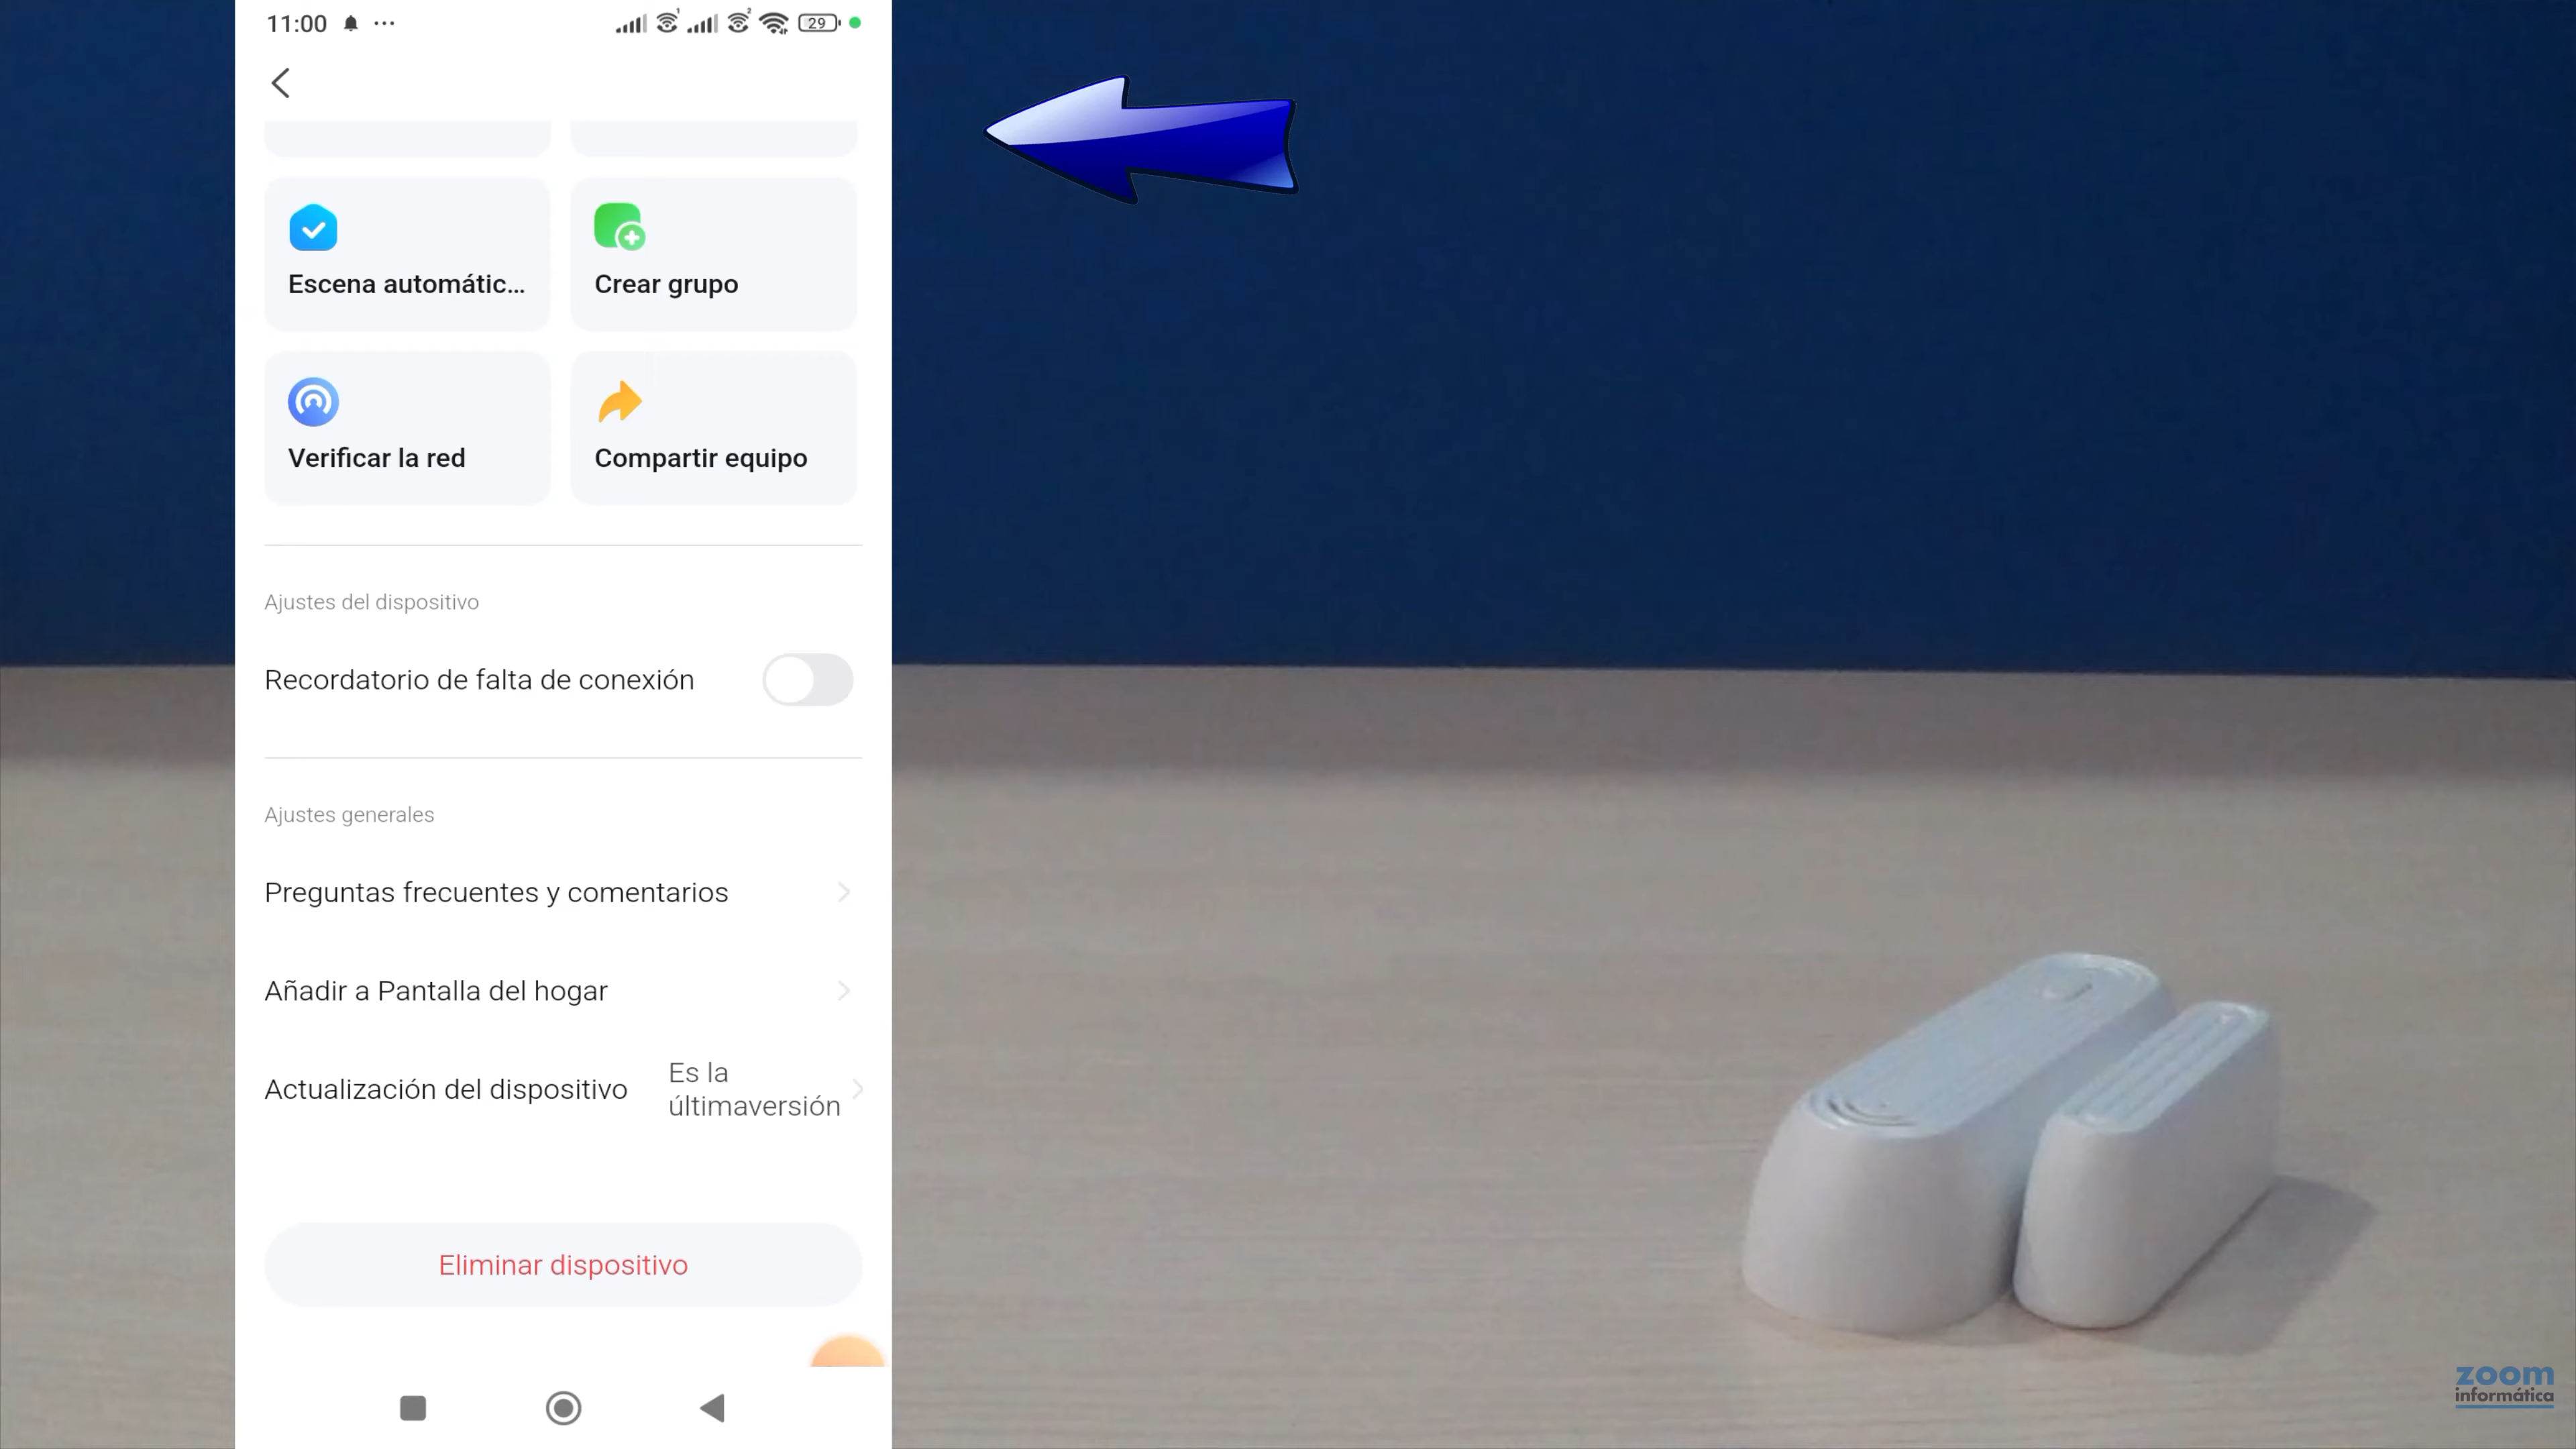 11:00
29
Escena automátic...
Crear grupo
Verificar la red
Compartir equipo
Ajustes del dispositivo
Recordatorio de falta de conexión
Ajustes generales
Preguntas frecuentes y comentarios
Añadir a Pantalla del hogar
Actualización del dispositivo
Es la
últimaversión
Eliminar dispositivo
zoom
informática